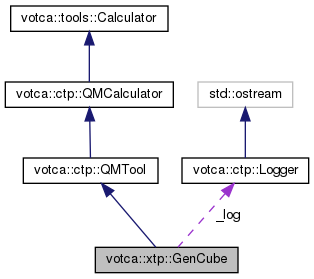 votca::tools::Calculator
votca::ctp::QMCalculator
std::ostream
votca::ctp::QMTool
votca::ctp::Logger
_log
votca::xtp::GenCube